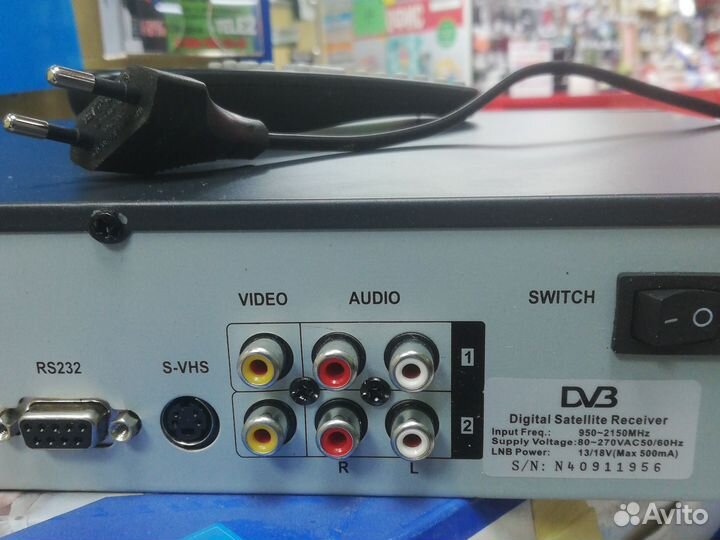 VIDEO AUDIO SWITCH
RS232 S-VHS
1
2
R L
DVB
Digital Satellite Receiver
Input Freq.: 950~2150MHz
Supply Voltage: 80~270VAC50/60Hz
LNB Power: 13/18V(Max 500mA)
S/N: N40911956
Avito